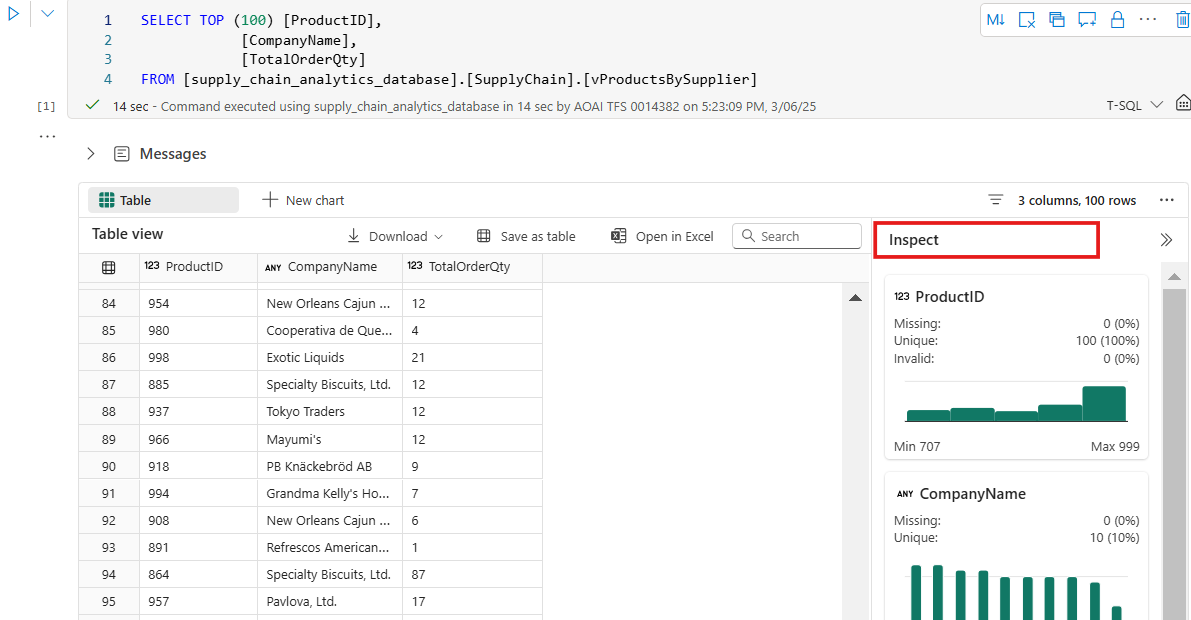 1 SELECT TOP (100) [ProductID],
2 [CompanyName],
3 [TotalOrderQty]
4 FROM [supply_chain_analytics_database].[SupplyChain].[vProductsBySupplier]
M↓
[1] 14 sec - Command executed using supply_chain_analytics_database in 14 sec by AOAI TFS 0014382 on 5:23:09 PM, 3/06/25 T-SQL
Messages
Table New chart 3 columns, 100 rows
Table view Download Save as table Open in Excel Search
123 ProductID ANY CompanyName 123 TotalOrderQty
84 954 New Orleans Cajun ... 12
85 980 Cooperativa de Que... 4
86 998 Exotic Liquids 21
87 885 Specialty Biscuits, Ltd. 12
88 937 Tokyo Traders 12
89 966 Mayumi's 12
90 918 PB Knäckebröd AB 9
91 994 Grandma Kelly's Ho... 7
92 908 New Orleans Cajun ... 6
93 891 Refrescos American... 1
94 864 Specialty Biscuits, Ltd. 87
95 957 Pavlova, Ltd. 17
Inspect
123 ProductID
Missing: 0 (0%)
Unique: 100 (100%)
Invalid: 0 (0%)
Min 707 Max 999
ANY CompanyName
Missing: 0 (0%)
Unique: 10 (10%)